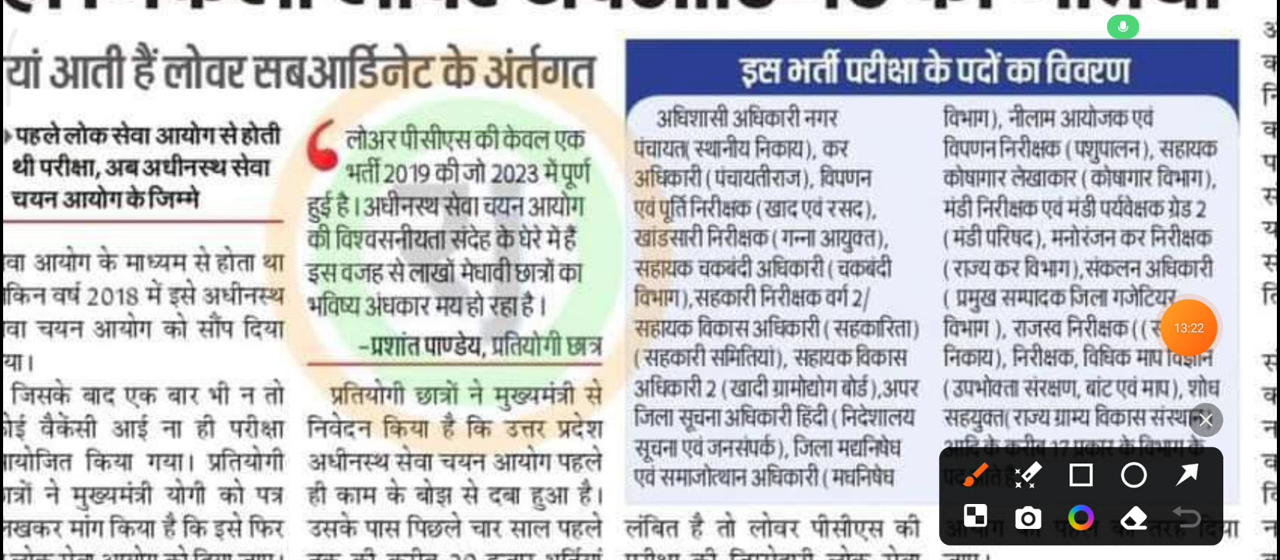 यां आती हैं लोवर सबआर्डिनेट के अंर्तगत
पहले लोक सेवा आयोग से होती
थी परीक्षा, अब अधीनस्थ सेवा
चयन आयोग के जिम्मे
वा आयोग के माध्यम से होता था
किन वर्ष 2018 में इसे अधीनस्थ
वा चयन आयोग को सौंप दिया
या।
जिसके बाद एक बार भी न तो
ोई वैकेंसी आई ना ही परीक्षा
ायोजित किया गया। प्रतियोगी
ात्रों ने मुख्यमंत्री योगी को पत्र
नखकर मांग किया है कि इसे फिर
लोअर पीसीएस की केवल एक
भर्ती 2019 की जो 2023 में पूर्ण
हुई है। अधीनस्थ सेवा चयन आयोग
की विश्वसनीयता संदेह के घेरे में हैं
इस वजह से लाखों मेधावी छात्रों का
भविष्य अंधकार मय हो रहा है।
-प्रशांत पाण्डेय, प्रतियोगी छात्र
प्रतियोगी छात्रों ने मुख्यमंत्री से
निवेदन किया है कि उत्तर प्रदेश
अधीनस्थ सेवा चयन आयोग पहले
ही काम के बोझ से दबा हुआ है।
उसके पास पिछले चार साल पहले
इस भर्ती परीक्षा के पदों का विवरण
अधिशासी अधिकारी नगर
पंचायत( स्थानीय निकाय), कर
अधिकारी (पंचायतीराज), विपणन
एवं पूर्ति निरीक्षक (खाद एवं रसद),
खांडसारी निरीक्षक (गन्ना आयुक्त),
सहायक चकबंदी अधिकारी (चकबंदी
विभाग),सहकारी निरीक्षक वर्ग 2/
सहायक विकास अधिकारी (सहकारिता)
(सहकारी समितियां), सहायक विकास
अधिकारी 2 (खादी ग्रामोद्योग बोर्ड),अपर
जिला सूचना अधिकारी हिंदी (निदेशालय
सूचना एवं जनसंपर्क), जिला मद्यनिषेध
एवं समाजोत्थान अधिकारी (मघनिषेध
विभाग), नीलाम आयोजक एवं
विपणन निरीक्षक (पशुपालन), सहायक
कोषागार लेखाकार (कोषागार विभाग),
मंडी निरीक्षक एवं मंडी पर्यवेक्षक ग्रेड 2
(मंडी परिषद), मनोरंजन कर निरीक्षक
(राज्य कर विभाग),संकलन अधिकारी
( प्रमुख सम्पादक जिला गजेटियर
विभाग ), राजस्व निरीक्षक ((स
निकाय), निरीक्षक, विधिक माप विज्ञान
(उपभोक्ता संरक्षण, बांट एवं माप), शोध
सहयुक्त( राज्य ग्राम्य विकास संस्थान
आदि के करीब 17 प्रकार के विभाग के
लंबित है तो लोवर पीसीएस की
13:22